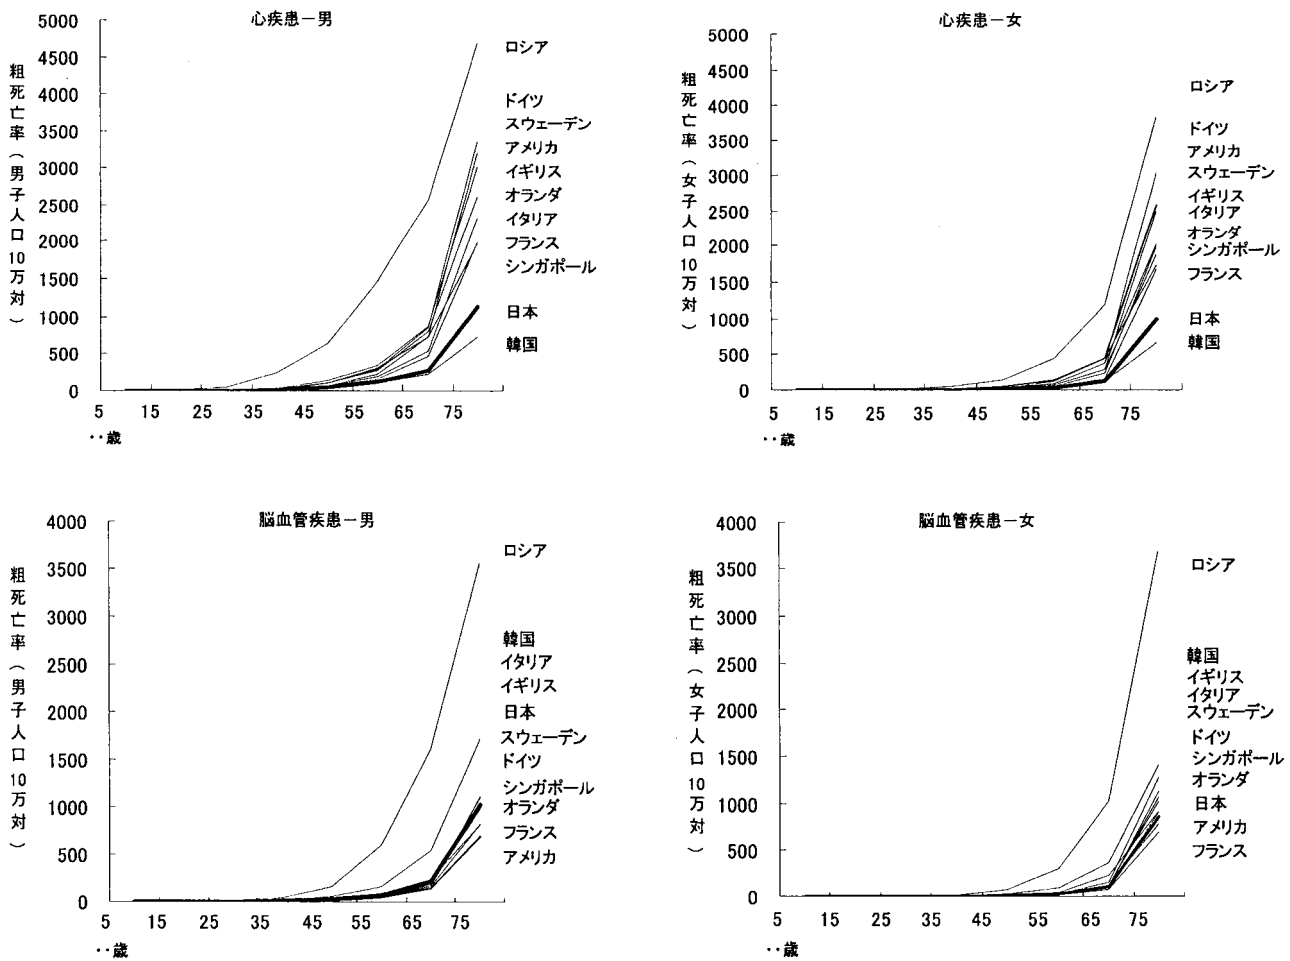 心疾患－男
粗死亡率（男子人口10万対）
5000
4500
4000
3500
3000
2500
2000
1500
1000
500
0
5 15 25 35 45 55 65 75
‥歳
ロシア
ドイツ
スウェーデン
アメリカ
イギリス
オランダ
イタリア
フランス
シンガポール
日本
韓国
心疾患－女
粗死亡率（女子人口10万対）
5000
4500
4000
3500
3000
2500
2000
1500
1000
500
0
5 15 25 35 45 55 65 75
‥歳
ロシア
ドイツ
アメリカ
スウェーデン
イギリス
イタリア
オランダ
シンガポール
フランス
日本
韓国
脳血管疾患－男
粗死亡率（男子人口10万対）
4000
3500
3000
2500
2000
1500
1000
500
0
5 15 25 35 45 55 65 75
‥歳
ロシア
韓国
イタリア
イギリス
日本
スウェーデン
ドイツ
シンガポール
オランダ
フランス
アメリカ
脳血管疾患－女
粗死亡率（女子人口10万対）
4000
3500
3000
2500
2000
1500
1000
500
0
5 15 25 35 45 55 65 75
‥歳
ロシア
韓国
イギリス
イタリア
スウェーデン
ドイツ
シンガポール
オランダ
日本
アメリカ
フランス